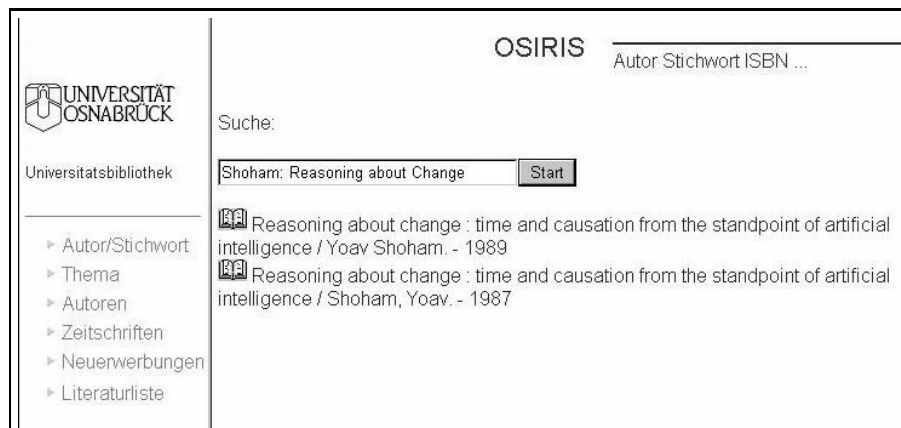 OSIRIS
Autor Stichwort ISBN ...
UNIVERSITÄT
OSNABRÜCK
Universitatsbibliothek
Autor/Stichwort
Thema
Autoren
Zeitschriften
Neuerwerbungen
Literaturliste
Suche:
Shoham: Reasoning about Change
Start
Reasoning about change : time and causation from the standpoint of artificial
intelligence / Yoav Shoham. - 1989
Reasoning about change : time and causation from the standpoint of artificial
intelligence / Shoham, Yoav. - 1987